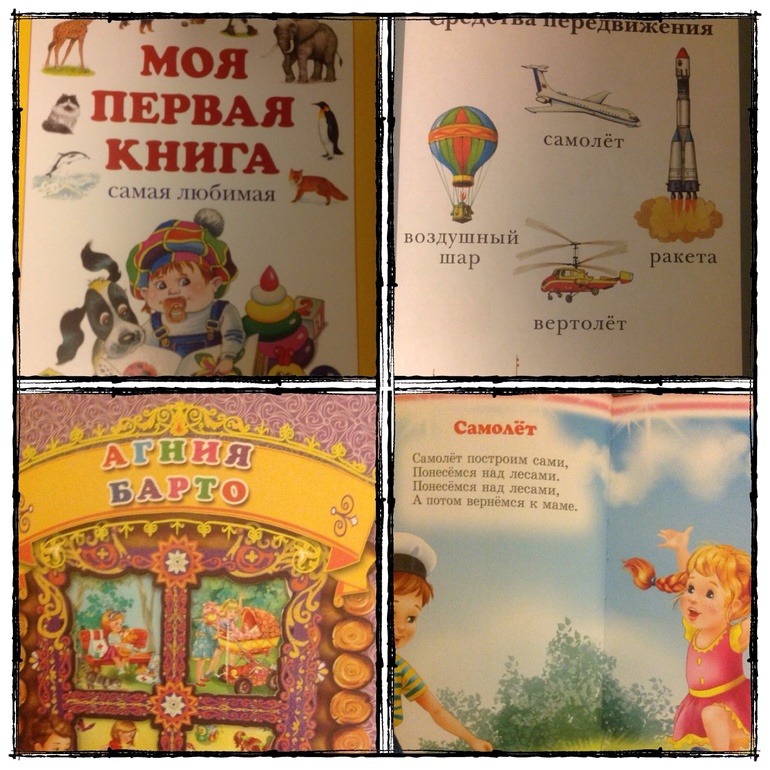 МОЯ
ПЕРВАЯ
КНИГА
самая любимая
Средства передвижения
самолёт
воздушный
шар
ракета
вертолёт
АГНИЯ
БАРТО
Самолёт
Самолёт построим сами,
Понесёмся над лесами.
Понесёмся над лесами,
А потом вернёмся к маме.